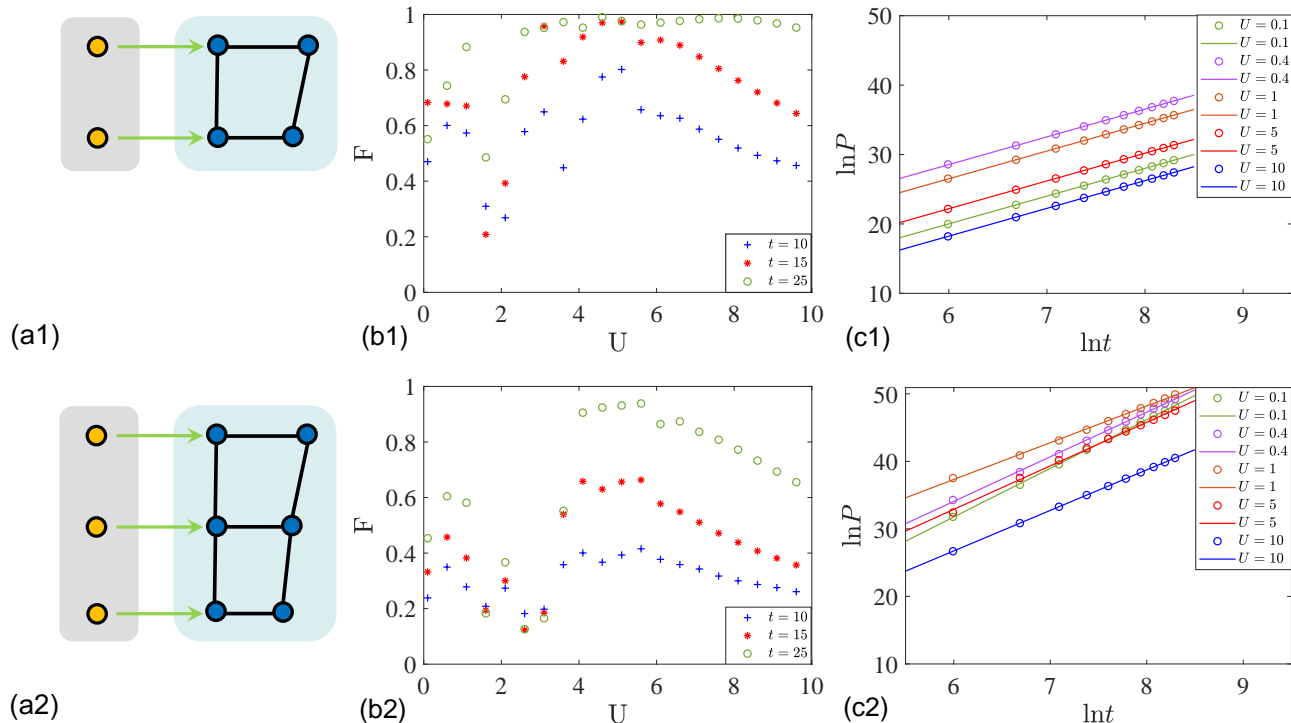 1
0.8
0.6
0.4
0.2
0
F
0 2 4 6 8 10
U
t = 10
t = 15
t = 25
(a1)
(b1)
50
40
30
20
10
lnP
6 7 8 9
lnt
U = 0.1
U = 0.1
U = 0.4
U = 0.4
U = 1
U = 1
U = 5
U = 5
U = 10
U = 10
(c1)
1
0.8
0.6
0.4
0.2
0
F
0 2 4 6 8 10
U
t = 10
t = 15
t = 25
(a2)
(b2)
50
40
30
20
10
lnP
6 7 8 9
lnt
U = 0.1
U = 0.1
U = 0.4
U = 0.4
U = 1
U = 1
U = 5
U = 5
U = 10
U = 10
(c2)